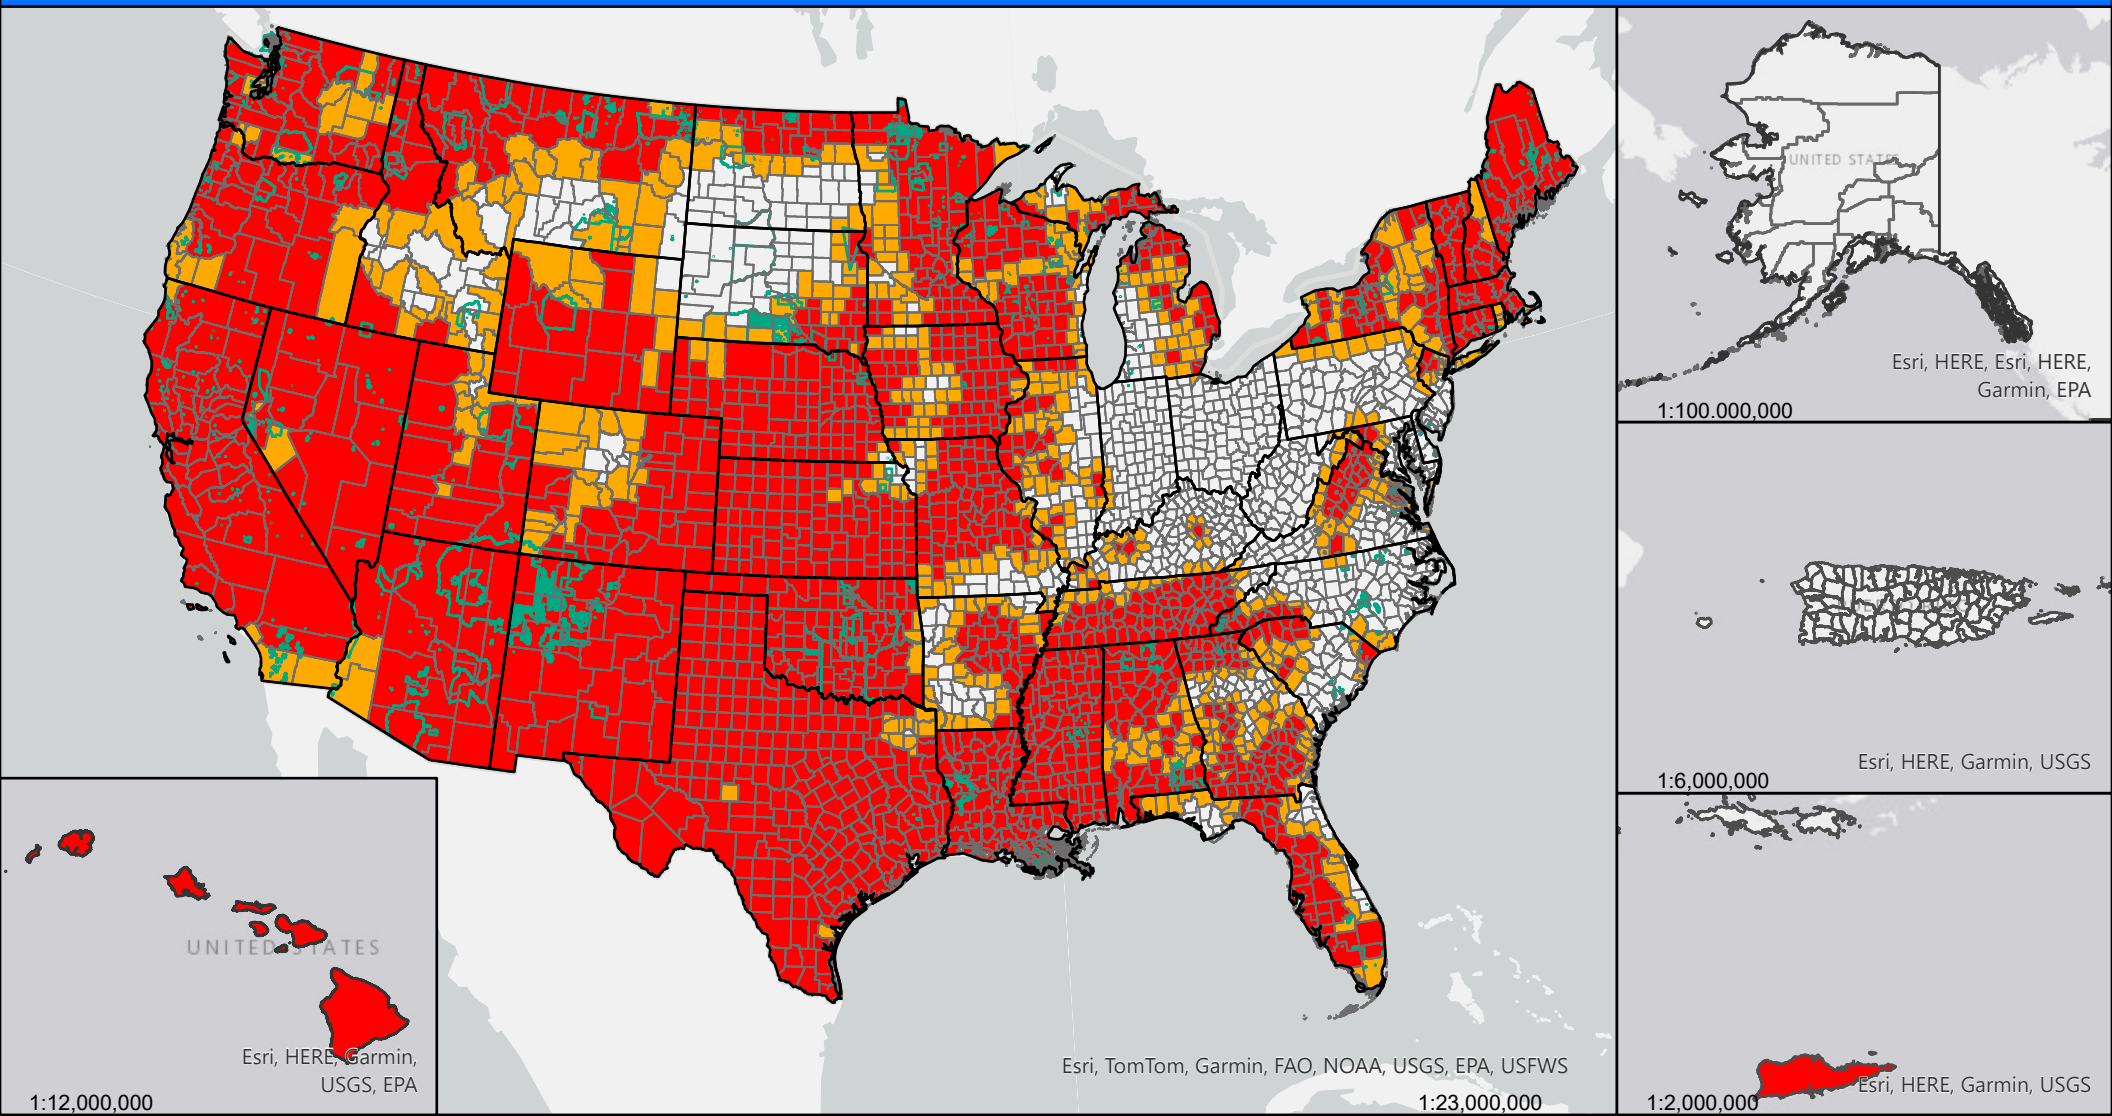 UNITED STATES
Esri, HERE, Esri, HERE,
Garmin, EPA
1:100.000,000
Esri, HERE, Garmin, USGS
1:6,000,000
UNITED STATES
Esri, HERE, Garmin,
USGS, EPA
1:12,000,000
Esri, TomTom, Garmin, FAO, NOAA, USGS, EPA, USFWS
1:23,000,000
Esri, HERE, Garmin, USGS
1:2,000,000